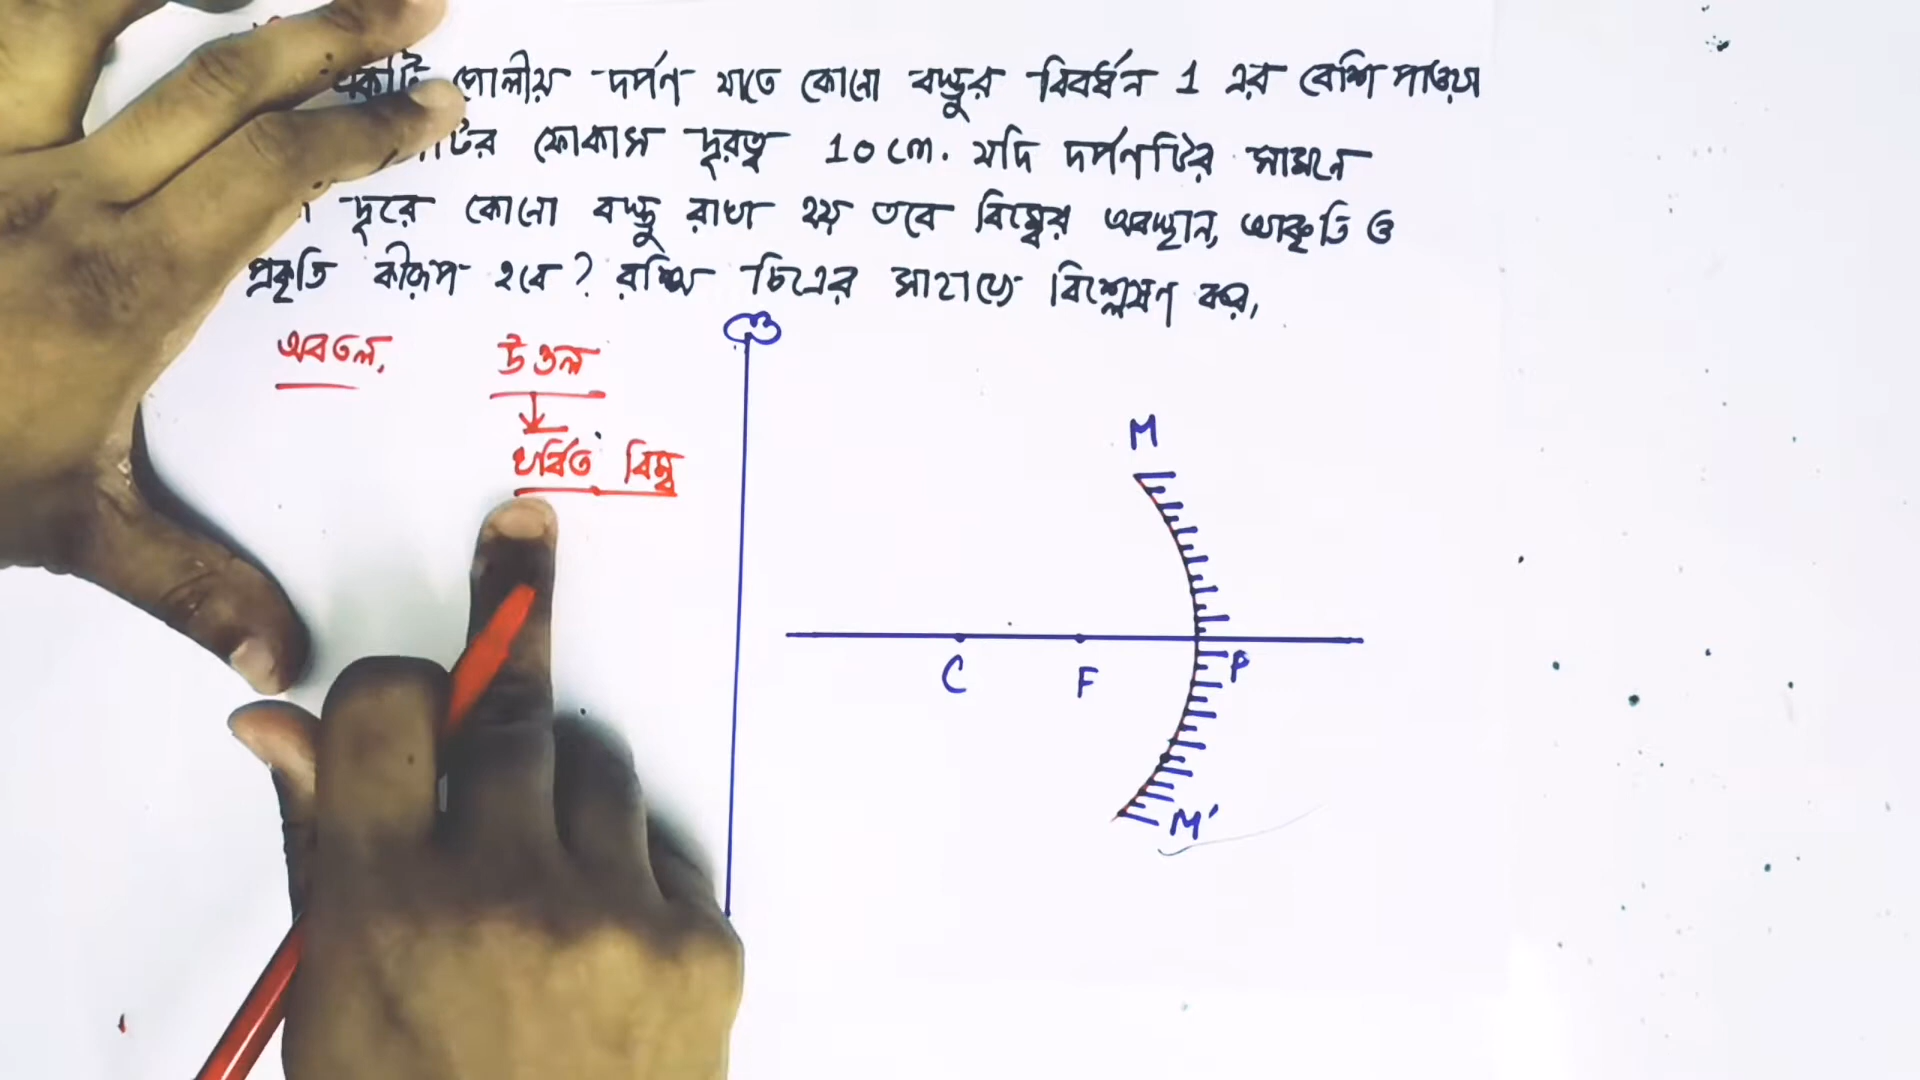 একটি গোলীয় দর্পণ যাতে কোনো বস্তুর বিবর্ধন 1 এর বেশি পাওয়া
টির ফোকাস দূরত্ব 10 cm. যদি দর্পণটির সামনে
দূরে কোনো বস্তু রাখা হয় তবে বিম্বের অবস্থান, আকৃতি ও
প্রকৃতি কীরূপ হবে? রশ্মি চিত্রের সাহায্যে বিশ্লেষণ কর,
অবতল,
উত্তল
খর্বিত বিম্ব
M
C
F
P
M'